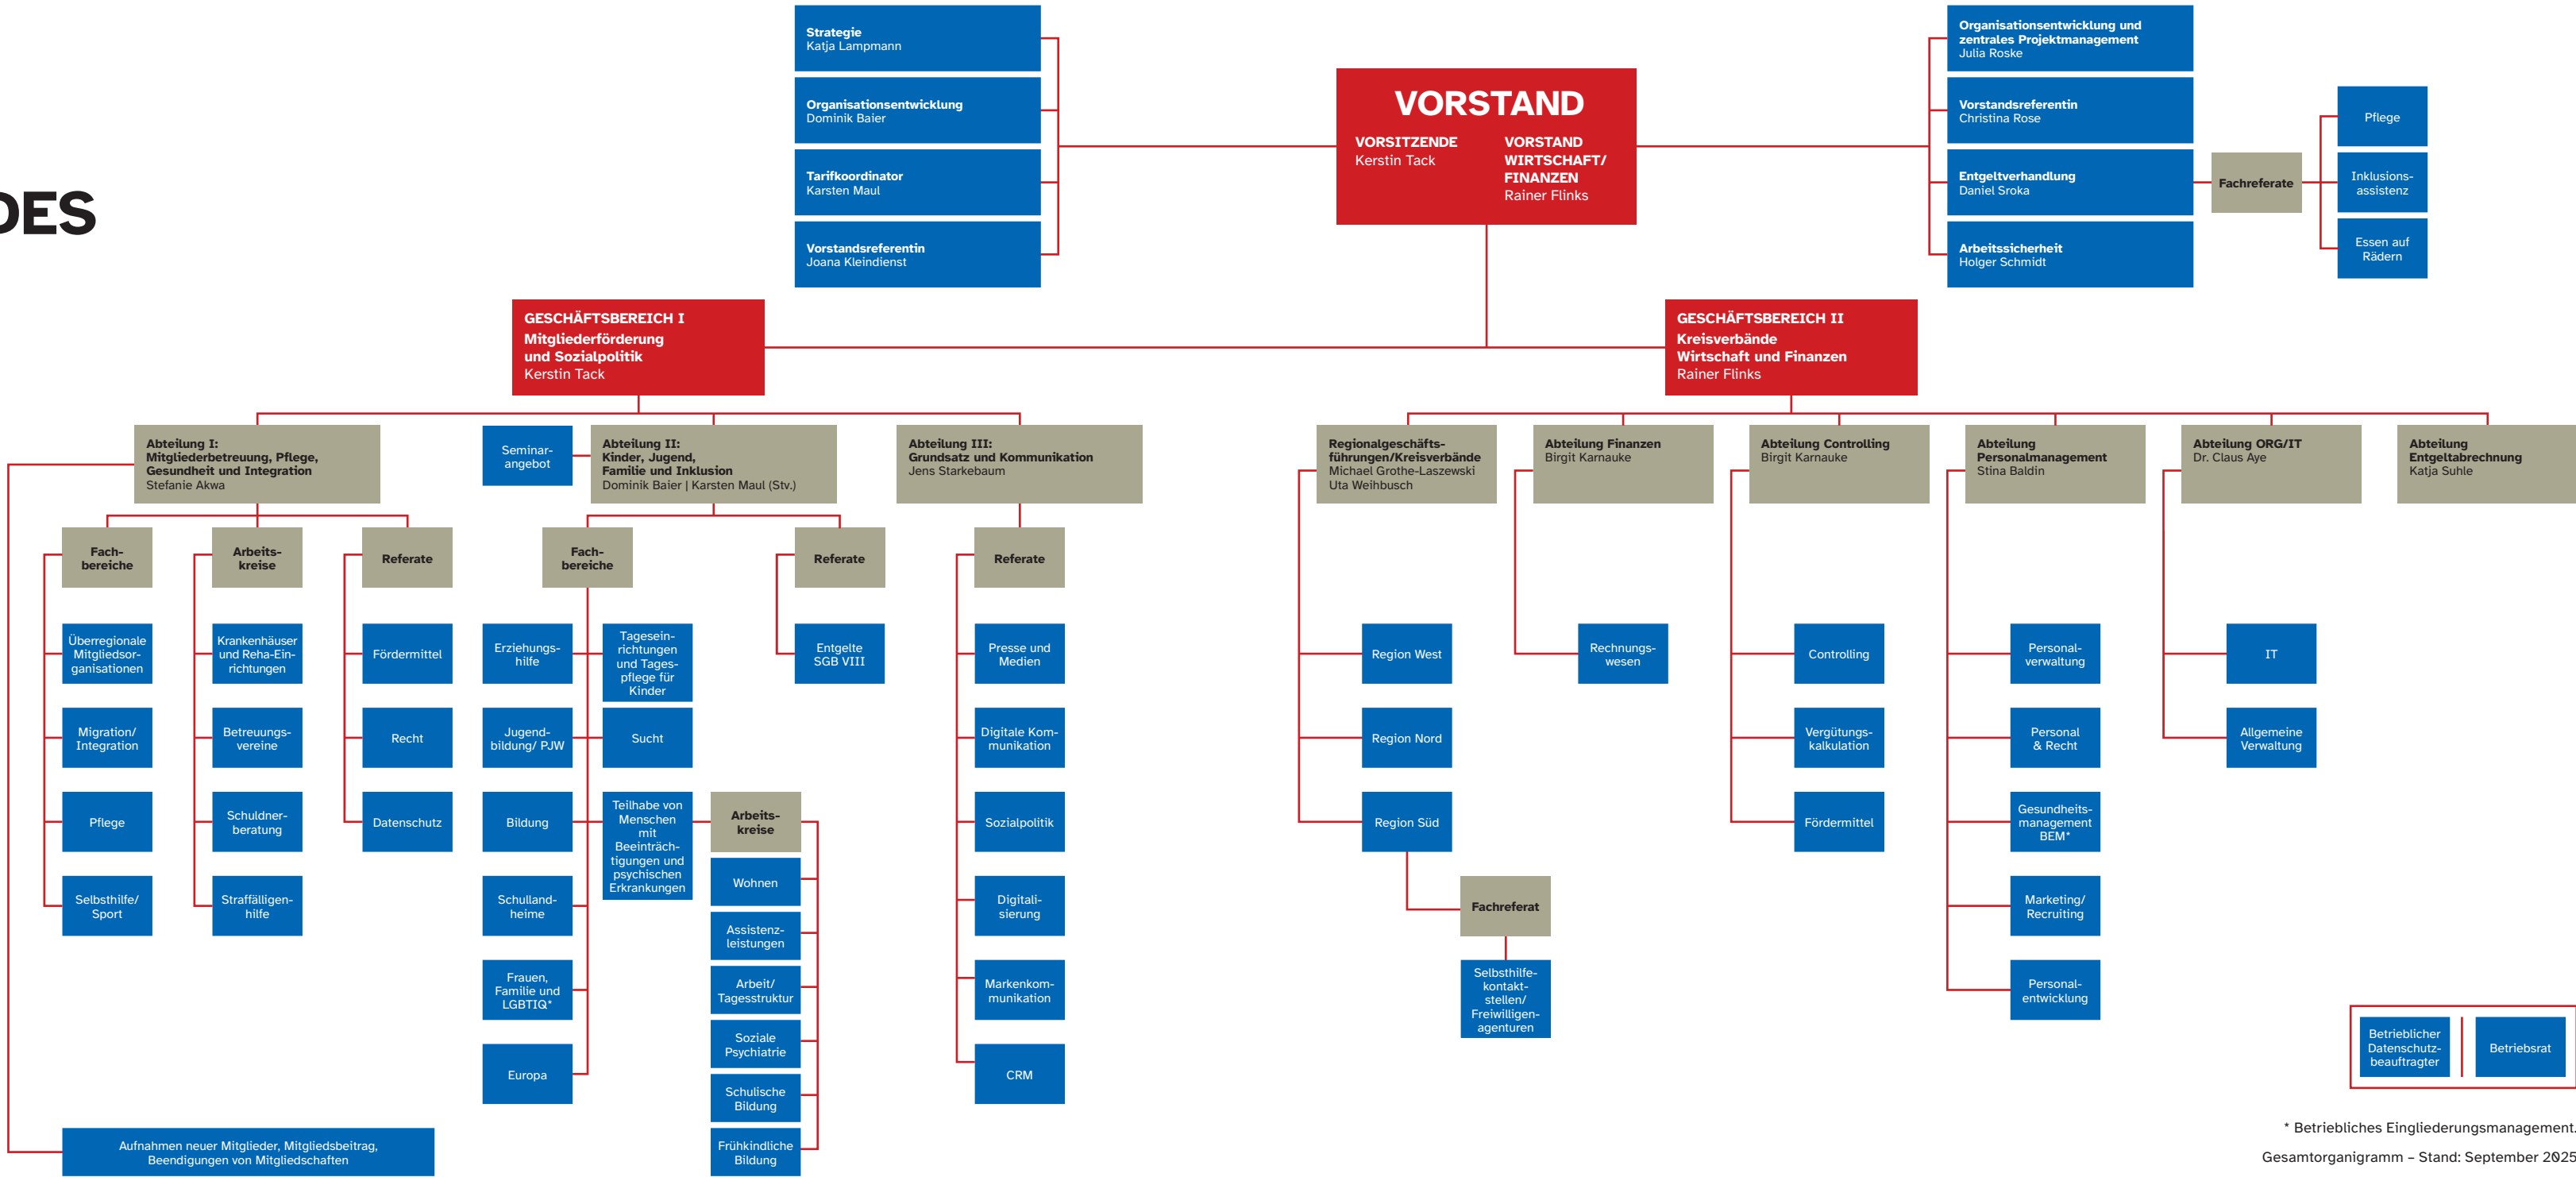 DES
Strategie
Katja Lampmann
Organisationsentwicklung
Dominik Baier
Tarifkoordinator
Karsten Maul
Vorstandsreferentin
Joana Kleindienst
VORSTAND
VORSITZENDE
Kerstin Tack
VORSTAND
WIRTSCHAFT/
FINANZEN
Rainer Flinks
Organisationsentwicklung und
zentrales Projektmanagement
Julia Roske
Vorstandsreferentin
Christina Rose
Entgeltverhandlung
Daniel Sroka
Arbeitssicherheit
Holger Schmidt
Fachreferate
Pflege
Inklusions-
assistenz
Essen auf
Rädern
GESCHÄFTSBEREICH I
Mitgliederförderung
und Sozialpolitik
Kerstin Tack
GESCHÄFTSBEREICH II
Kreisverbände
Wirtschaft und Finanzen
Rainer Flinks
Abteilung I:
Mitgliederbetreuung, Pflege,
Gesundheit und Integration
Stefanie Akwa
Seminar-
angebot
Abteilung II:
Kinder, Jugend,
Familie und Inklusion
Dominik Baier | Karsten Maul (Stv.)
Abteilung III:
Grundsatz und Kommunikation
Jens Starkebaum
Regionalgeschäfts-
führungen/Kreisverbände
Michael Grothe-Laszewski
Uta Weihbusch
Abteilung Finanzen
Birgit Karnauke
Abteilung Controlling
Birgit Karnauke
Abteilung
Personalmanagement
Stina Baldin
Abteilung ORG/IT
Dr. Claus Aye
Abteilung
Entgeltabrechnung
Katja Suhle
Fach-
bereiche
Überregionale
Mitgliedsor-
ganisationen
Migration/
Integration
Pflege
Selbsthilfe/
Sport
Arbeits-
kreise
Krankenhäuser
und Reha-Ein-
richtungen
Betreuungs-
vereine
Schuldner-
beratung
Straffälligen-
hilfe
Referate
Fördermittel
Recht
Datenschutz
Aufnahmen neuer Mitglieder, Mitgliedsbeitrag,
Beendigungen von Mitgliedschaften
Fach-
bereiche
Erziehungs-
hilfe
Jugend-
bildung/ PJW
Bildung
Schulland-
heime
Frauen,
Familie und
LGBTIQ*
Europa
Tagesein-
richtungen
und Tages-
pflege für
Kinder
Sucht
Teilhabe von
Menschen
mit
Beeinträch-
tigungen und
psychischen
Erkrankungen
Arbeits-
kreise
Wohnen
Assistenz-
leistungen
Arbeit/
Tagesstruktur
Soziale
Psychiatrie
Schulische
Bildung
Frühkindliche
Bildung
Referate
Entgelte
SGB VIII
Referate
Presse und
Medien
Digitale Kom-
munikation
Sozialpolitik
Digitali-
sierung
Markenkom-
munikation
CRM
Region West
Region Nord
Region Süd
Fachreferat
Selbsthilfe-
kontakt-
stellen/
Freiwilligen-
agenturen
Rechnungs-
wesen
Controlling
Vergütungs-
kalkulation
Fördermittel
Personal-
verwaltung
Personal
& Recht
Gesundheits-
management
BEM*
Marketing/
Recruiting
Personal-
entwicklung
IT
Allgemeine
Verwaltung
Betrieblicher
Datenschutz-
beauftragter
Betriebsrat
* Betriebliches Eingliederungsmanagement.
Gesamtorganigramm – Stand: September 2025